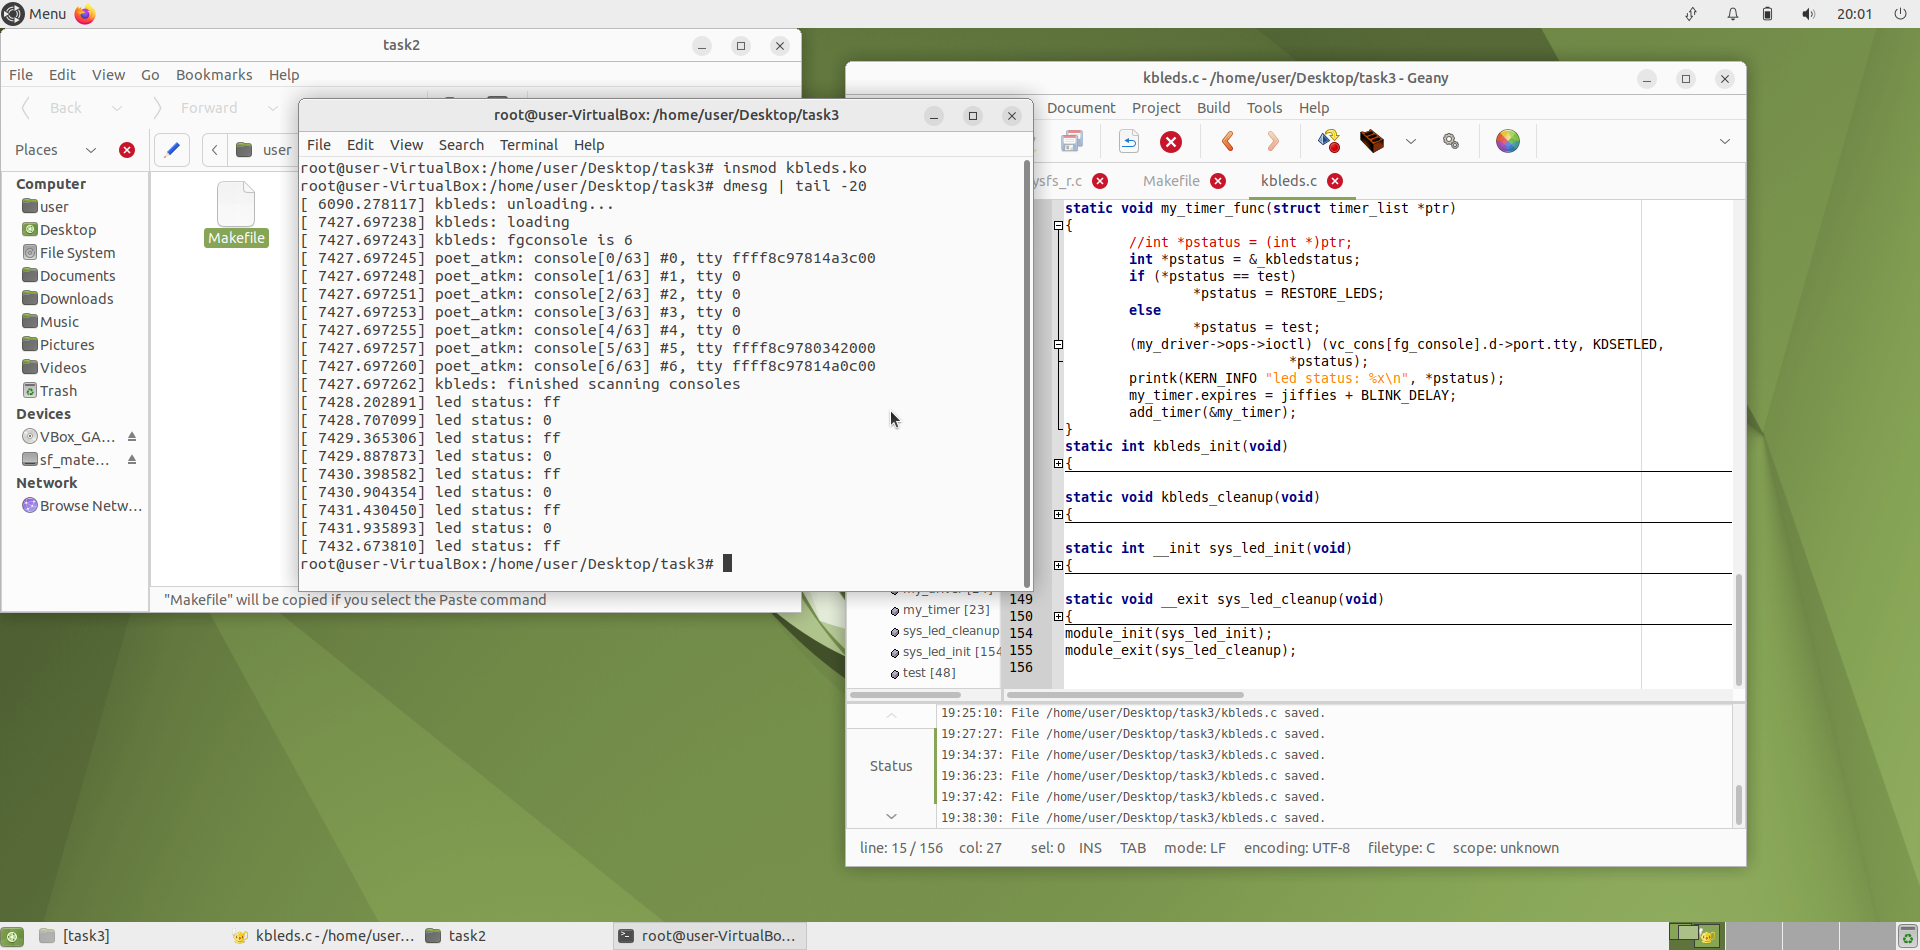 Menu
20:01
task2
File Edit View Go Bookmarks Help
Back Forward
Places
user
Computer
user
Desktop
File System
Documents
Downloads
Music
Pictures
Videos
Trash
Devices
VBox_GA...
sf_mate...
Network
Browse Netw...
Makefile
"Makefile" will be copied if you select the Paste command
root@user-VirtualBox: /home/user/Desktop/task3
File Edit View Search Terminal Help
root@user-VirtualBox:/home/user/Desktop/task3# insmod kbleds.ko
root@user-VirtualBox:/home/user/Desktop/task3# dmesg | tail -20
[ 6090.278117] kbleds: unloading...
[ 7427.697238] kbleds: loading
[ 7427.697243] kbleds: fgconsole is 6
[ 7427.697245] poet_atkm: console[0/63] #0, tty ffff8c97814a3c00
[ 7427.697248] poet_atkm: console[1/63] #1, tty 0
[ 7427.697251] poet_atkm: console[2/63] #2, tty 0
[ 7427.697253] poet_atkm: console[3/63] #3, tty 0
[ 7427.697255] poet_atkm: console[4/63] #4, tty 0
[ 7427.697257] poet_atkm: console[5/63] #5, tty ffff8c9780342000
[ 7427.697260] poet_atkm: console[6/63] #6, tty ffff8c97814a0c00
[ 7427.697262] kbleds: finished scanning consoles
[ 7428.202891] led status: ff
[ 7428.707099] led status: 0
[ 7429.365306] led status: ff
[ 7429.887873] led status: 0
[ 7430.398582] led status: ff
[ 7430.904354] led status: 0
[ 7431.430450] led status: ff
[ 7431.935893] led status: 0
[ 7432.673810] led status: ff
root@user-VirtualBox:/home/user/Desktop/task3#
kbleds.c - /home/user/Desktop/task3 - Geany
Document Project Build Tools Help
ysfs_r.c Makefile kbleds.c
static void my_timer_func(struct timer_list *ptr)
{
//int *pstatus = (int *)ptr;
int *pstatus = &_kbledstatus;
if (*pstatus == test)
*pstatus = RESTORE_LEDS;
else
*pstatus = test;
(my_driver->ops->ioctl) (vc_cons[fg_console].d->port.tty, KDSETLED,
*pstatus);
printk(KERN_INFO "led status: %x\n", *pstatus);
my_timer.expires = jiffies + BLINK_DELAY;
add_timer(&my_timer);
}
static int kbleds_init(void)
{
static void kbleds_cleanup(void)
{
static int __init sys_led_init(void)
{
149 static void __exit sys_led_cleanup(void)
150 {
154 module_init(sys_led_init);
155 module_exit(sys_led_cleanup);
156
my_timer [23]
sys_led_cleanup
sys_led_init [154
test [48]
Status
19:25:10: File /home/user/Desktop/task3/kbleds.c saved.
19:27:27: File /home/user/Desktop/task3/kbleds.c saved.
19:34:37: File /home/user/Desktop/task3/kbleds.c saved.
19:36:23: File /home/user/Desktop/task3/kbleds.c saved.
19:37:42: File /home/user/Desktop/task3/kbleds.c saved.
19:38:30: File /home/user/Desktop/task3/kbleds.c saved.
line: 15 / 156 col: 27 sel: 0 INS TAB mode: LF encoding: UTF-8 filetype: C scope: unknown
[task3] kbleds.c - /home/user... task2 root@user-VirtualBo...